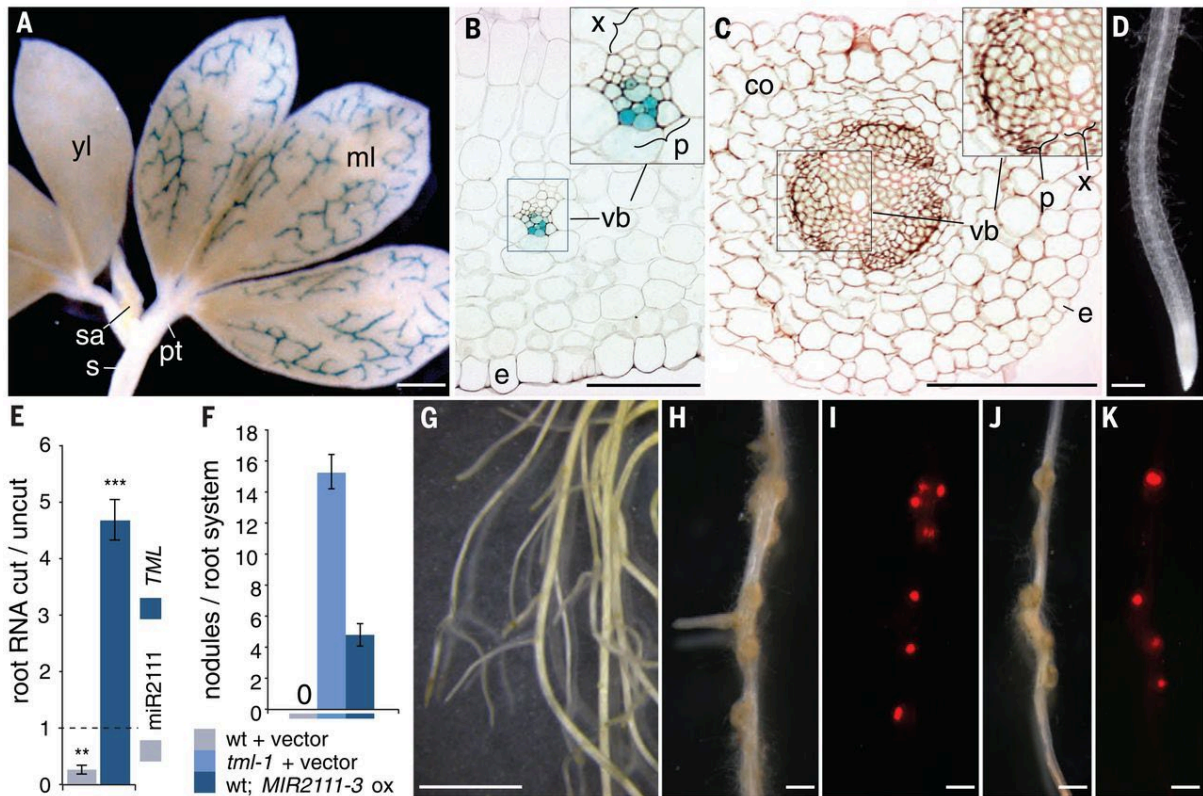 A
yl
ml
sa
s
pt
B
x
p
vb
e
C
co
p
x
vb
e
D
E
root RNA cut / uncut
6
5
4
3
2
1
0
***
**
TML
miR2111
F
nodules / root system
18
16
14
12
10
8
6
4
2
0
0
wt + vector
tml-1 + vector
wt; MIR2111-3 ox
G
H
I
J
K